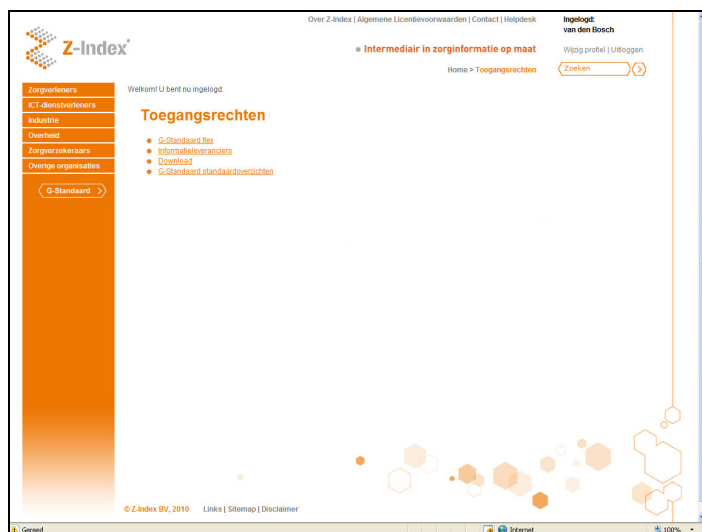 Over Z-Index | Algemene Licentievoorwaarden | Contact | Helpdesk
Ingelogd:
van den Bosch
Z-Index
Intermediair in zorginformatie op maat
Wijzig profiel | Uitloggen
Home > Toegangsrechten
Zoeken
Zorgverleners
ICT-dienstverleners
Industrie
Overheid
Zorgverzekeraars
Overige organisaties
G-Standaard
Welkom! U bent nu ingelogd.
Toegangsrechten
G-Standaard flex
Informatieleveranciers
Download
G-Standaard standaardoverzichten
© Z-Index BV, 2010 Links | Sitemap | Disclaimer
Gereed Internet 100%